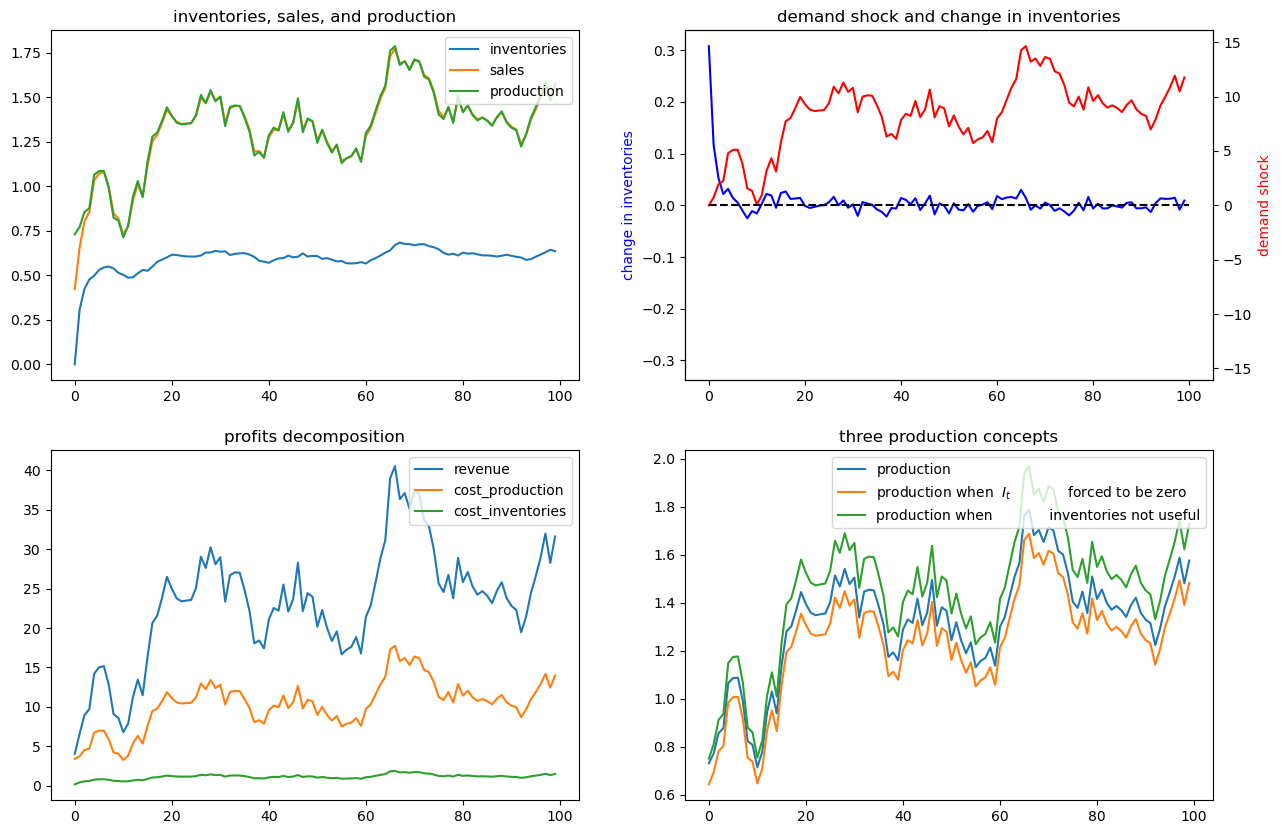 inventories, sales, and production
inventories
sales
production
1.75
1.50
1.25
1.00
0.75
0.50
0.25
0.00
0 20 40 60 80 100
demand shock and change in inventories
change in inventories
0.3
0.2
0.1
0.0
−0.1
−0.2
−0.3
15
10
5
0
−5
−10
−15
demand shock
0 20 40 60 80 100
profits decomposition
revenue
cost_production
cost_inventories
40
35
30
25
20
15
10
5
0
0 20 40 60 80 100
three production concepts
production
production when I_t forced to be zero
production when inventories not useful
2.0
1.8
1.6
1.4
1.2
1.0
0.8
0.6
0 20 40 60 80 100